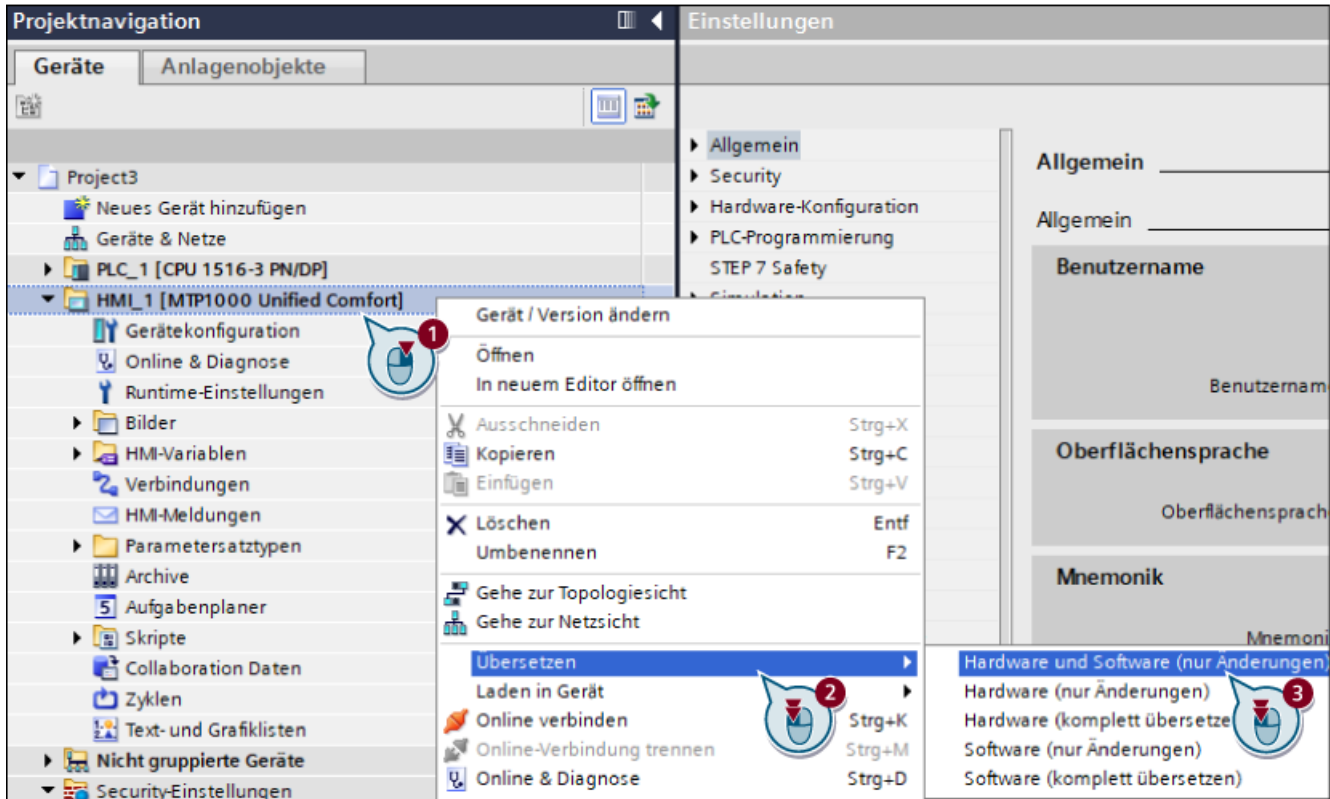 Projektnavigation
Geräte
Anlagenobjekte
Project3
Neues Gerät hinzufügen
Geräte & Netze
PLC_1 [CPU 1516-3 PN/DP]
HMI_1 [MTP1000 Unified Comfort]
Gerätekonfiguration
Online & Diagnose
Runtime-Einstellungen
Bilder
HMI-Variablen
Verbindungen
HMI-Meldungen
Parametersatztypen
Archive
Aufgabenplaner
Skripte
Collaboration Daten
Zyklen
Text- und Grafiklisten
Nicht gruppierte Geräte
Security-Einstellungen
1
Gerät / Version ändern
Öffnen
In neuem Editor öffnen
Ausschneiden Strg+X
Kopieren Strg+C
Einfügen Strg+V
Löschen Entf
Umbenennen F2
Gehe zur Topologiesicht
Gehe zur Netzsicht
Übersetzen
2
Laden in Gerät
Online verbinden Strg+K
Online-Verbindung trennen Strg+M
Online & Diagnose Strg+D
Hardware und Software (nur Änderungen)
3
Hardware (nur Änderungen)
Hardware (komplett übersetze
Software (nur Änderungen)
Software (komplett übersetzen)
Einstellungen
Allgemein
Security
Hardware-Konfiguration
PLC-Programmierung
STEP 7 Safety
Allgemein
Allgemein
Benutzername
Benutzernam
Oberflächensprache
Oberflächensprach
Mnemonik
Mnemoni